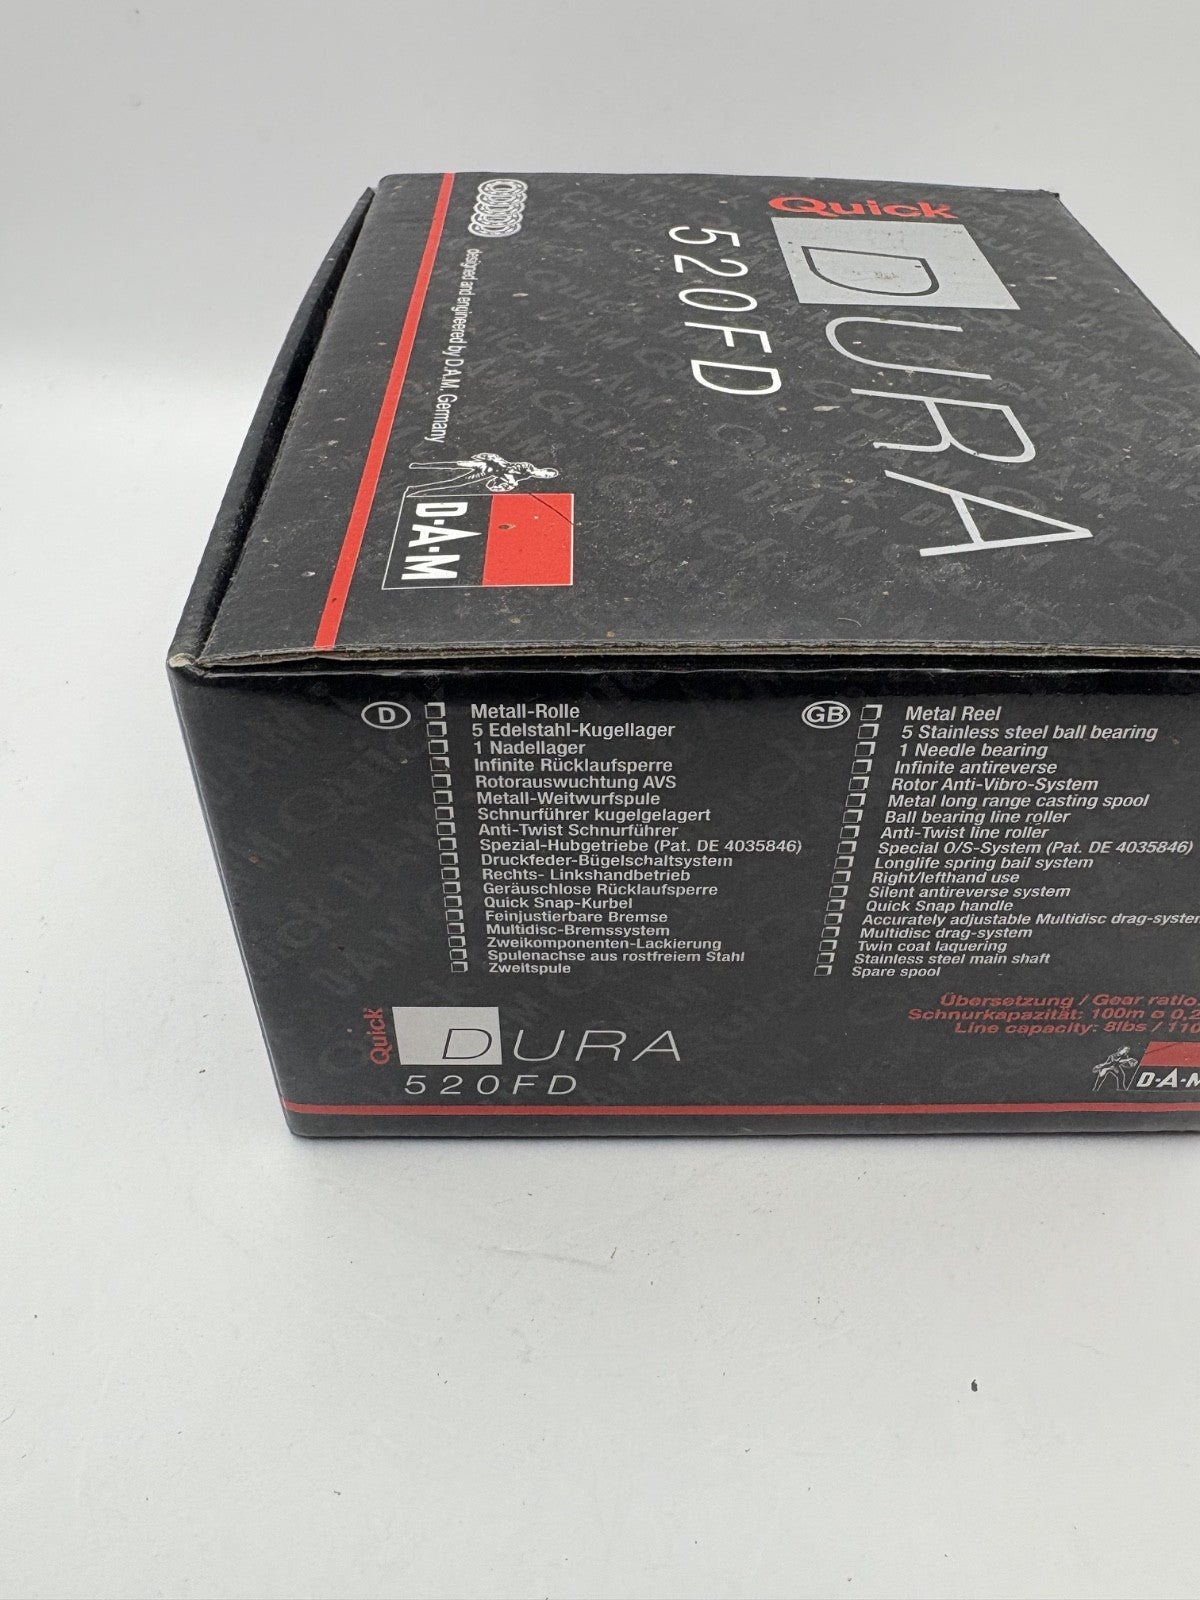 Quick
DURA
520FD
designed and engineered by D.A.M. Germany
D·A·M
D
Metall-Rolle
5 Edelstahl-Kugellager
1 Nadellager
Infinite Rücklaufsperre
Rotorauswuchtung AVS
Metall-Weitwurfspule
Schnurführer kugelgelagert
Anti-Twist Schnurführer
Spezial-Hubgetriebe (Pat. DE 4035846)
Druckfeder-Bügelschaltsystem
Rechts- Linkshandbetrieb
Geräuschlose Rücklaufsperre
Quick Snap-Kurbel
Feinjustierbare Bremse
Multidisc-Bremssystem
Zweikomponenten-Lackierung
Spulenachse aus rostfreiem Stahl
Zweitspule
GB
Metal Reel
5 Stainless steel ball bearing
1 Needle bearing
Infinite antireverse
Rotor Anti-Vibro-System
Metal long range casting spool
Ball bearing line roller
Anti-Twist line roller
Special O/S-System (Pat. DE 4035846)
Longlife spring bail system
Right/lefthand use
Silent antireverse system
Quick Snap handle
Accurately adjustable Multidisc drag-system
Multidisc drag-system
Twin coat laquering
Stainless steel main shaft
Spare spool
Übersetzung / Gear ratio:
Schnurkapazität: 100m ø 0,2
Line capacity: 8lbs / 110
Quick
DURA
520FD
D·A·M